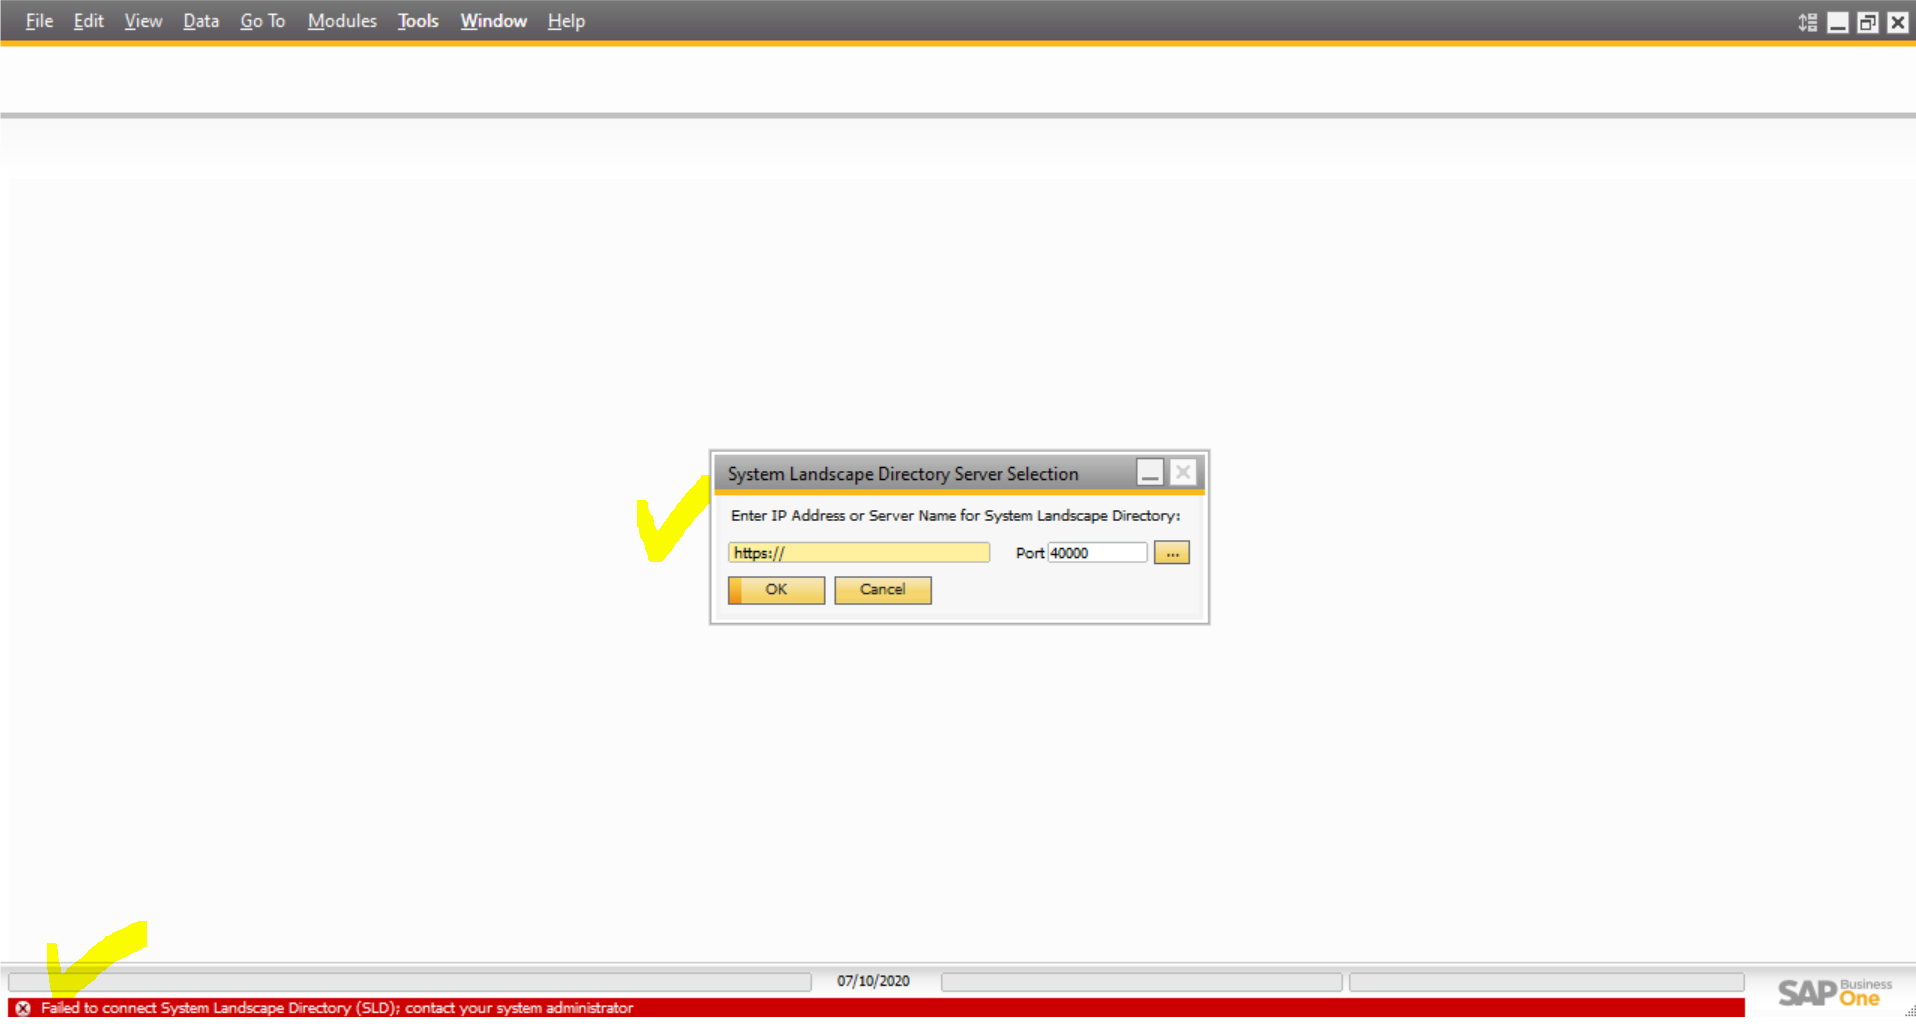 File Edit View Data Go To Modules Tools Window Help
System Landscape Directory Server Selection
Enter IP Address or Server Name for System Landscape Directory:
https:// Port 40000 ...
OK Cancel
07/10/2020
Failed to connect System Landscape Directory (SLD); contact your system administrator
SAP Business One